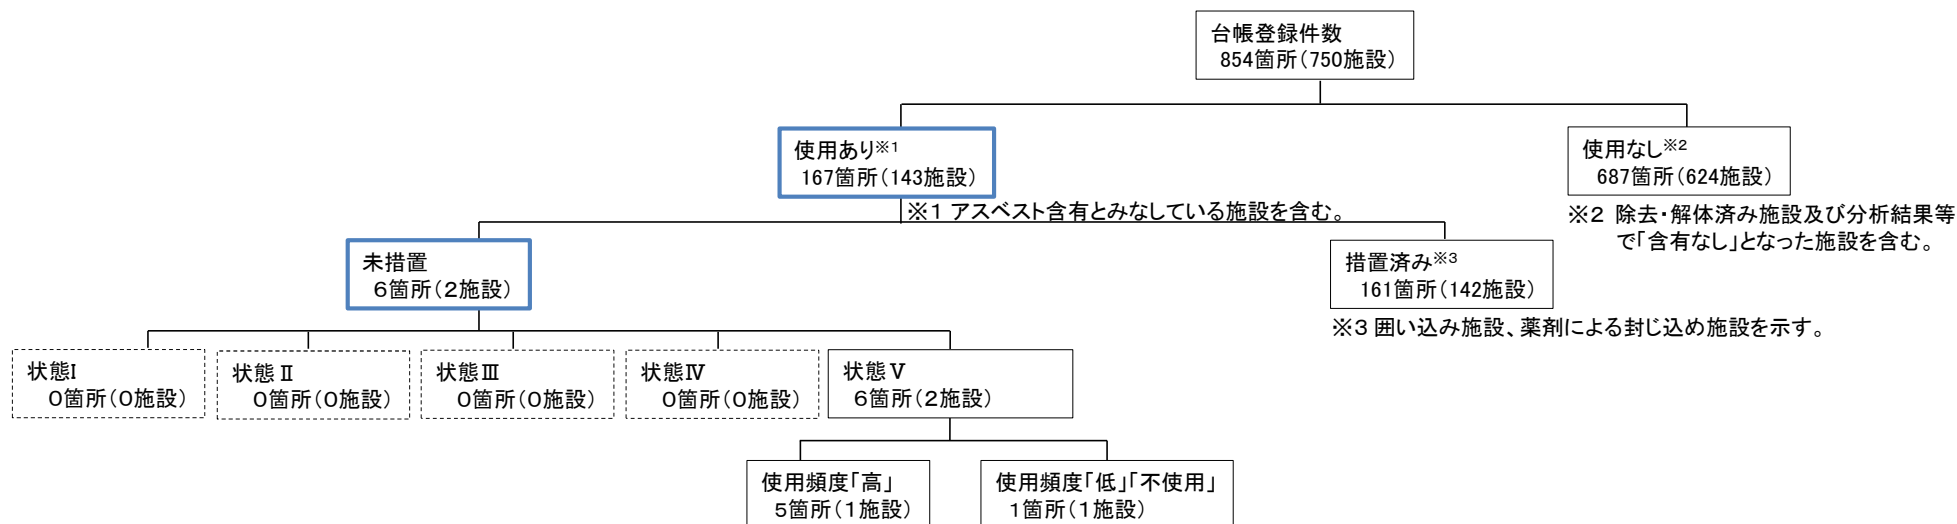 台帳登録件数
854箇所(750施設)
使用あり※1
167箇所(143施設)
使用なし※2
687箇所(624施設)
※1 アスベスト含有とみなしている施設を含む。
※2 除去・解体済み施設及び分析結果等
で「含有なし」となった施設を含む。
未措置
6箇所(2施設)
措置済み※3
161箇所(142施設)
※3 囲い込み施設、薬剤による封じ込め施設を示す。
状態Ⅰ
0箇所(0施設)
状態Ⅱ
0箇所(0施設)
状態Ⅲ
0箇所(0施設)
状態Ⅳ
0箇所(0施設)
状態Ⅴ
6箇所(2施設)
使用頻度「高」
5箇所(1施設)
使用頻度「低」「不使用」
1箇所(1施設)